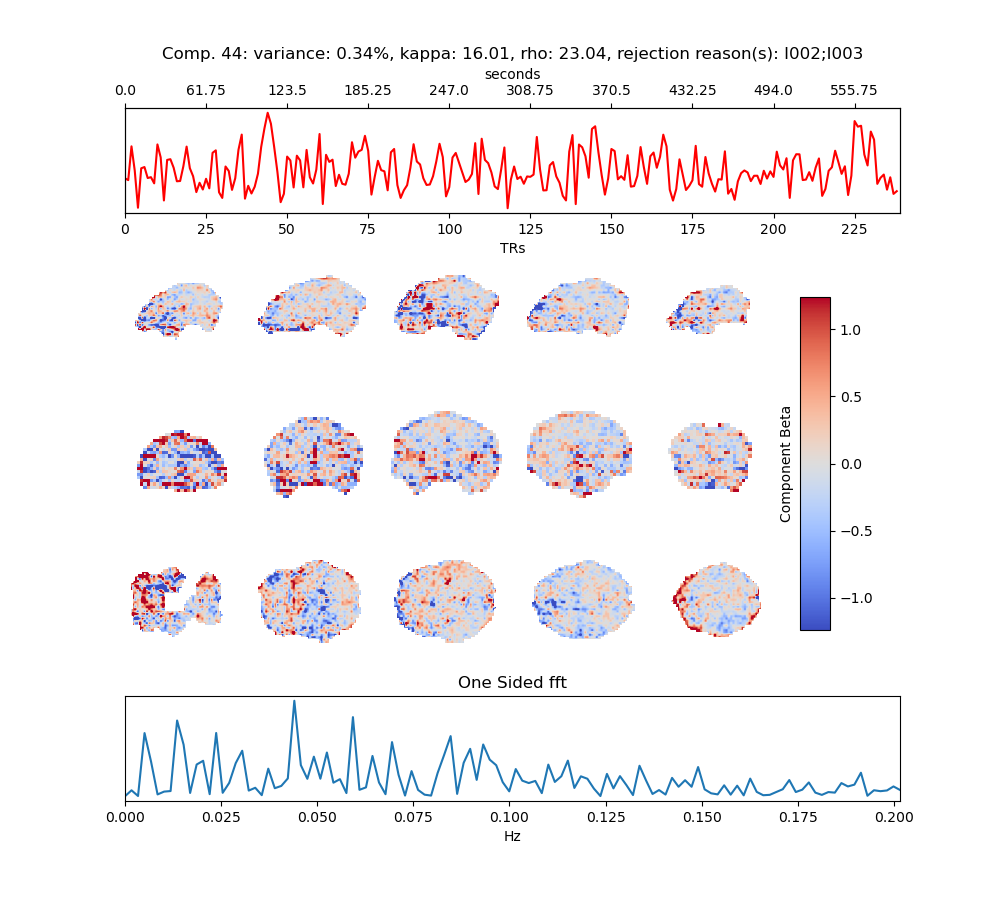 Comp. 44: variance: 0.34%, kappa: 16.01, rho: 23.04, rejection reason(s): I002;I003
seconds
0.0 61.75 123.5 185.25 247.0 308.75 370.5 432.25 494.0 555.75
0 25 50 75 100 125 150 175 200 225
TRs
1.0
0.5
0.0
−0.5
−1.0
Component Beta
One Sided fft
0.000 0.025 0.050 0.075 0.100 0.125 0.150 0.175 0.200
Hz